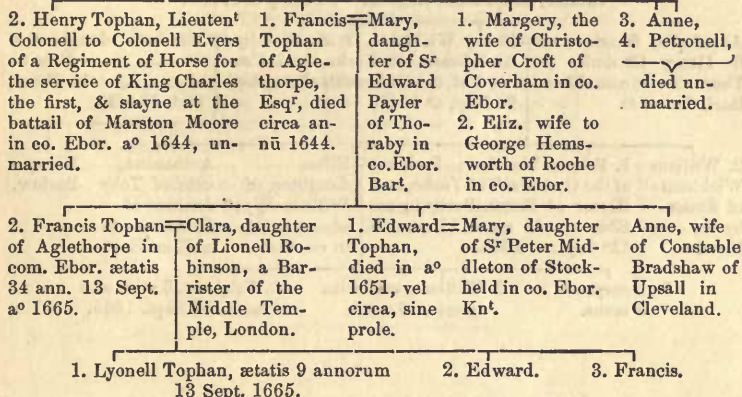 2. Henry Tophan, Lieutenᵗ
Colonell to Colonell Evers
of a Regiment of Horse for
the service of King Charles
the first, & slayne at the
battail of Marston Moore
in co. Ebor. aº 1644, un-
married.
1. Francis
Tophan
of Agle-
thorpe,
Esqʳ, died
circa an-
nū 1644.
Mary,
daugh-
ter of Sʳ
Edward
Payler
of Tho-
raby in
co. Ebor.
Barᵗ.
1. Margery, the
wife of Christo-
pher Croft of
Coverham in co.
Ebor.
2. Eliz. wife to
George Hems-
worth of Roche
in co. Ebor.
3. Anne,
4. Petronell,
died un-
married.
2. Francis Tophan
of Aglethorpe in
com. Ebor. ætatis
34 ann. 13 Sept.
aº 1665.
Clara, daughter
of Lionell Ro-
binson, a Bar-
rister of the
Middle Tem-
ple, London.
1. Edward
Tophan,
died in aº
1651, vel
circa, sine
prole.
Mary, daughter
of Sʳ Peter Mid-
dleton of Stock-
held in co. Ebor.
Knᵗ.
Anne, wife
of Constable
Bradshaw of
Upsall in
Cleveland.
1. Lyonell Tophan, ætatis 9 annorum
13 Sept. 1665.
2. Edward.
3. Francis.